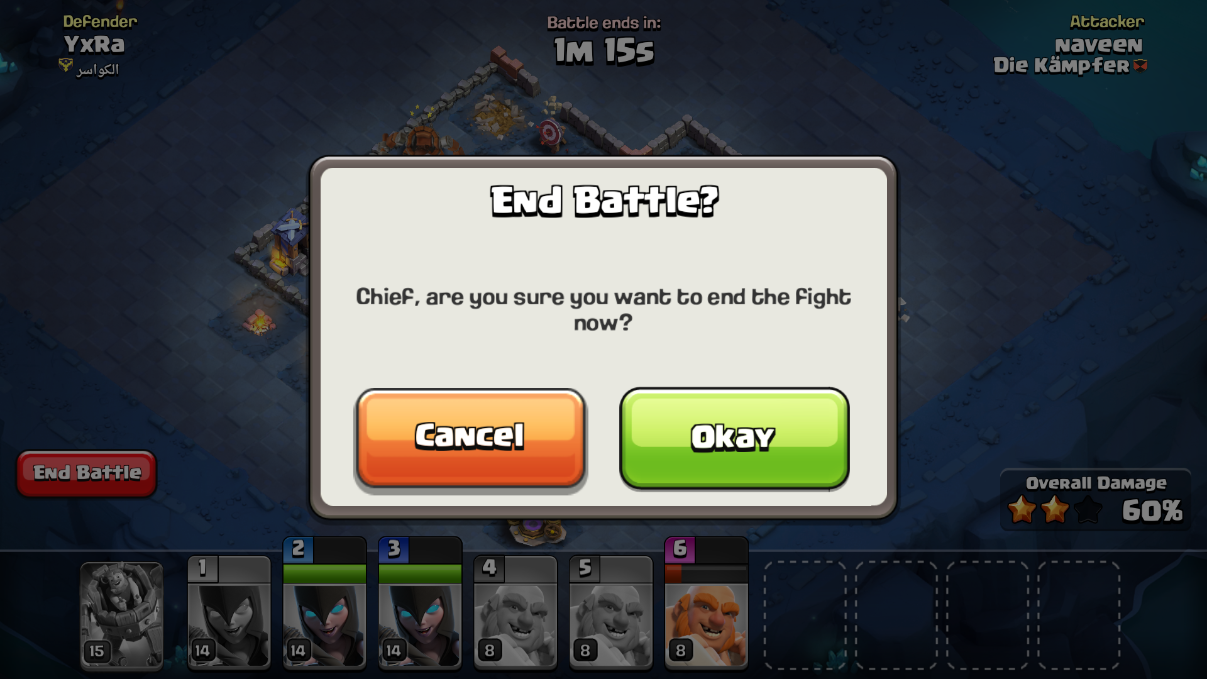 Defender
YxRa
الكواسر
Battle ends in:
1m 15s
Attacker
naveen
Die Kämpfer
End Battle?
Chief, are you sure you want to end the fight
now?
Cancel
Okay
End Battle
Overall Damage
60%
1
2
3
4
5
6
15
14
14
14
8
8
8